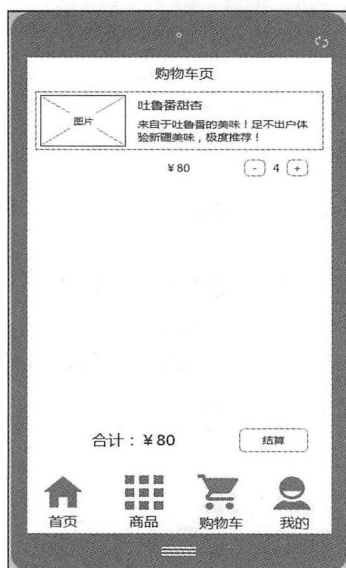 购物车页
图片
吐鲁番甜杏
来自于吐鲁番的美味！足不出户体
验新疆美味，极度推荐！
￥80
- 4 +
合计：￥80
结算
首页 商品 购物车 我的